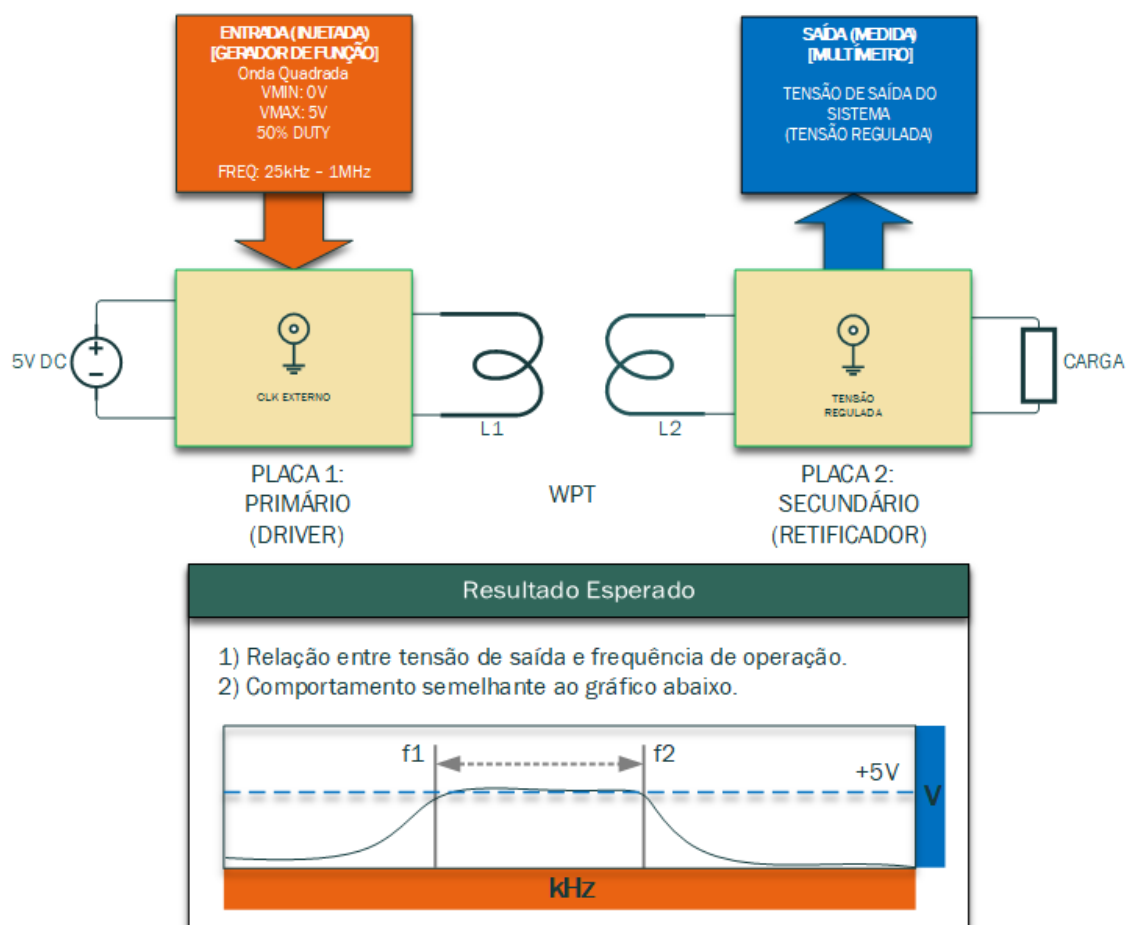 ENTRADA (INJETADA)
[GERADOR DE FUNÇÃO]
Onda Quadrada
VMIN: 0V
VMAX: 5V
50% DUTY
FREQ: 25kHz – 1MHz
SAÍDA (MEDIDA)
[MULTÍMETRO]
TENSÃO DE SAÍDA DO
SISTEMA
(TENSÃO REGULADA)
5V DC
CLK EXTERNO
L1
L2
TENSÃO
REGULADA
CARGA
PLACA 1:
PRIMÁRIO
(DRIVER)
WPT
PLACA 2:
SECUNDÁRIO
(RETIFICADOR)
Resultado Esperado
1) Relação entre tensão de saída e frequência de operação.
2) Comportamento semelhante ao gráfico abaixo.
f1
f2
+5V
V
kHz